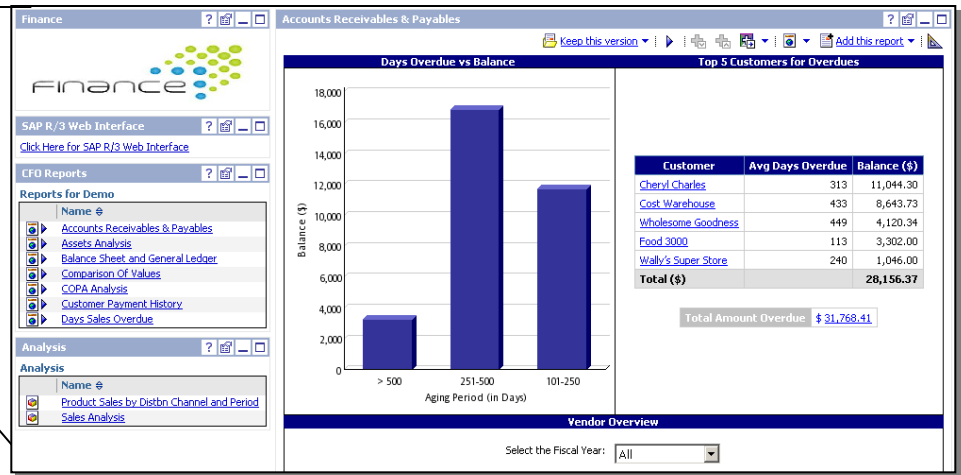 Finance
Finance
SAP R/3 Web Interface
Click Here for SAP R/3 Web Interface
CFO Reports
Reports for Demo
Name
Accounts Receivables & Payables
Assets Analysis
Balance Sheet and General Ledger
Comparison Of Values
COPA Analysis
Customer Payment History
Days Sales Overdue
Analysis
Analysis
Name
Product Sales by Distbn Channel and Period
Sales Analysis
Accounts Receivables & Payables
Keep this version Add this report
Days Overdue vs Balance
18,000
16,000
14,000
12,000
10,000
8,000
6,000
4,000
2,000
0
Balance ($)
> 500 251-500 101-250
Aging Period (in Days)
Top 5 Customers for Overdues
Customer Avg Days Overdue Balance ($)
Cheryl Charles 313 11,044.30
Cost Warehouse 433 8,643.73
Wholesome Goodness 449 4,120.34
Food 3000 113 3,302.00
Wally's Super Store 240 1,046.00
Total ($) 28,156.37
Total Amount Overdue $ 31,768.41
Vendor Overview
Select the Fiscal Year: All